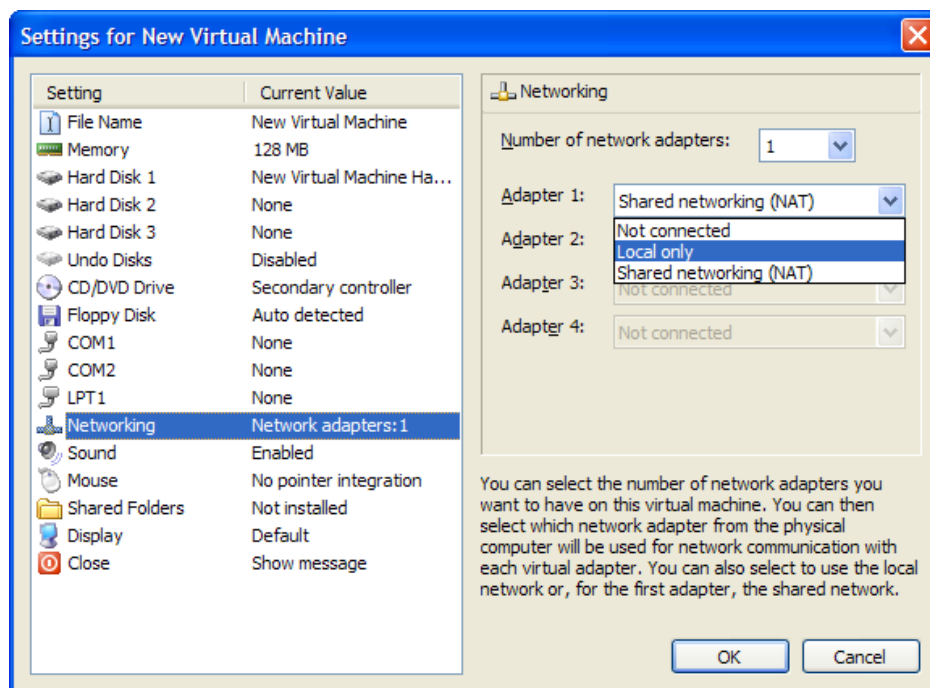 Settings for New Virtual Machine
Setting Current Value
File Name New Virtual Machine
Memory 128 MB
Hard Disk 1 New Virtual Machine Ha...
Hard Disk 2 None
Hard Disk 3 None
Undo Disks Disabled
CD/DVD Drive Secondary controller
Floppy Disk Auto detected
COM1 None
COM2 None
LPT1 None
Networking Network adapters:1
Sound Enabled
Mouse No pointer integration
Shared Folders Not installed
Display Default
Close Show message
Networking
Number of network adapters: 1
Adapter 1: Shared networking (NAT)
Not connected
Adapter 2: Local only
Shared networking (NAT)
Adapter 3: Not connected
Adapter 4: Not connected
You can select the number of network adapters you
want to have on this virtual machine. You can then
select which network adapter from the physical
computer will be used for network communication with
each virtual adapter. You can also select to use the local
network or, for the first adapter, the shared network.
OK Cancel